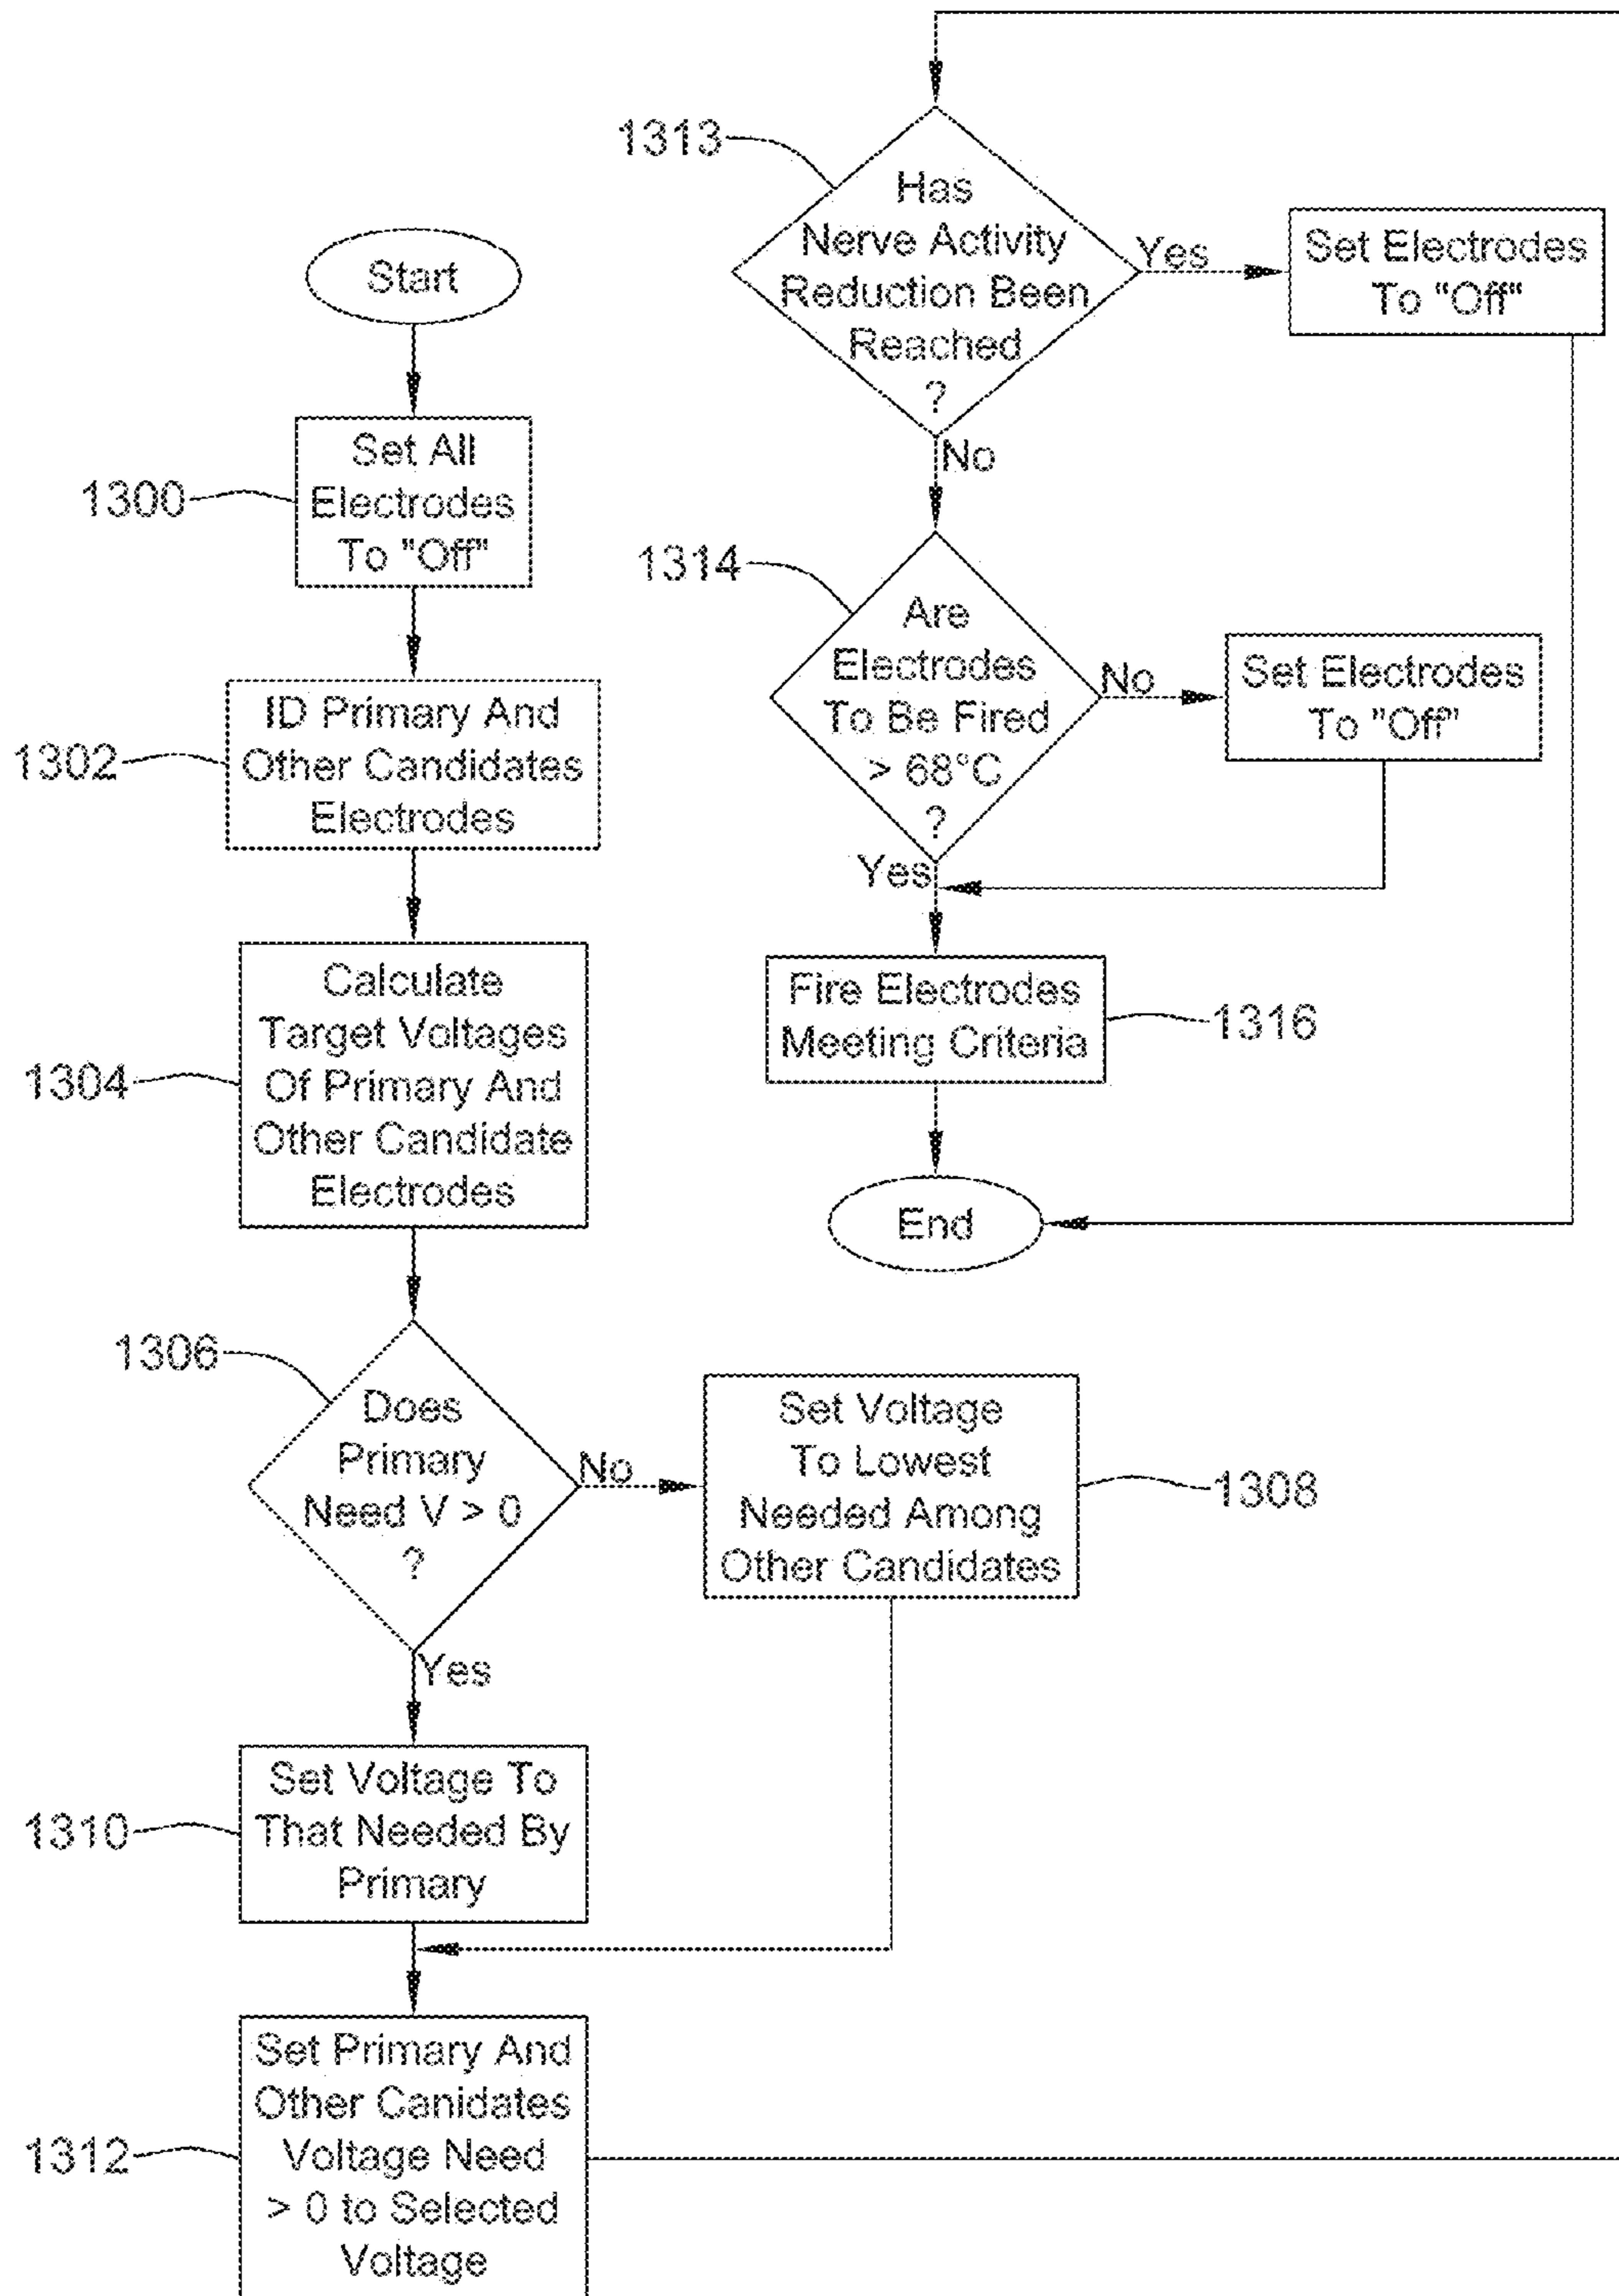 Start
1300
Set All
Electrodes
To "Off"
1302
ID Primary And
Other Candidates
Electrodes
1304
Calculate
Target Voltages
Of Primary And
Other Candidate
Electrodes
1306
Does
Primary
Need V > 0
?
No
Set Voltage
To Lowest
Needed Among
Other Candidates
1308
Yes
1310
Set Voltage To
That Needed By
Primary
1312
Set Primary And
Other Canidates
Voltage Need
> 0 to Selected
Voltage
1313
Has
Nerve Activity
Reduction Been
Reached
?
Yes
Set Electrodes
To "Off"
No
1314
Are
Electrodes
To Be Fired
> 68°C
?
No
Set Electrodes
To "Off"
Yes
Fire Electrodes
Meeting Criteria
1316
End